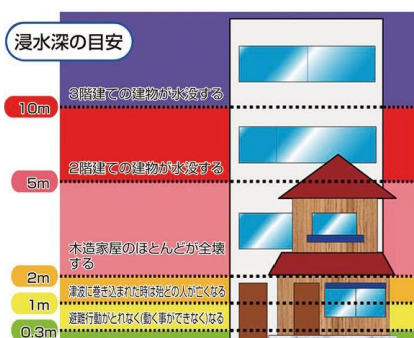 浸水深の目安
3階建ての建物が水没する
10m
2階建ての建物が水没する
5m
木造家屋のほとんどが全壊
する
2m
津波に巻き込まれた時は殆どの人が亡くなる
1m
避難行動がとれなく(動く事ができなく)なる
0.3m